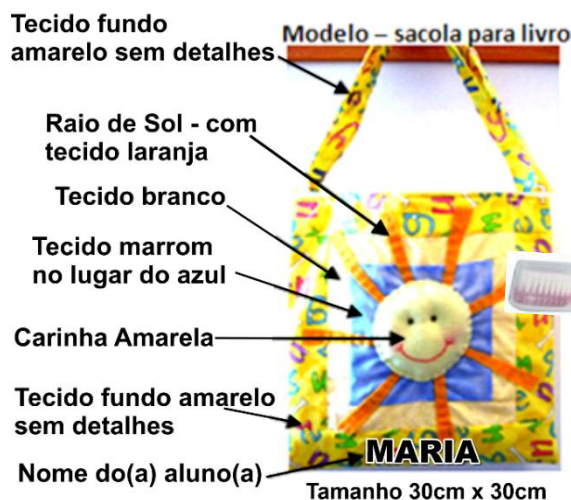 Tecido fundo
amarelo sem detalhes
Modelo – sacola para livro
Raio de Sol - com
tecido laranja
Tecido branco
Tecido marrom
no lugar do azul
Carinha Amarela
Tecido fundo amarelo
sem detalhes
Nome do(a) aluno(a)
MARIA
Tamanho 30cm x 30cm